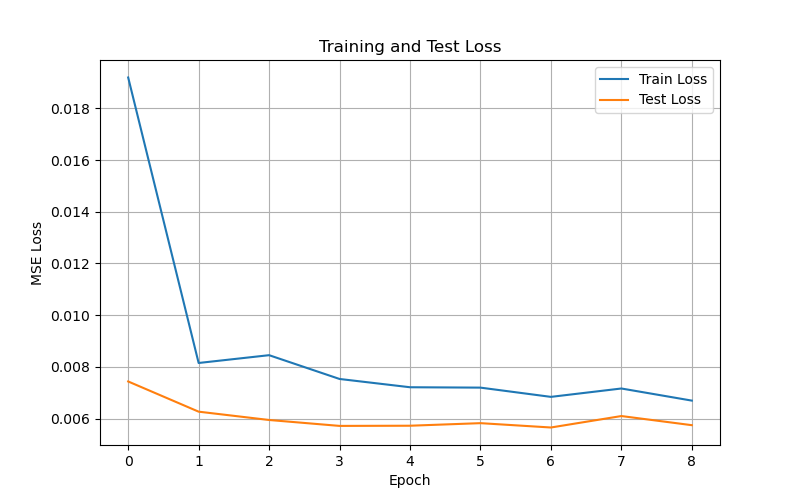 Training and Test Loss
Train Loss
Test Loss
0.018
0.016
0.014
0.012
0.010
0.008
0.006
MSE Loss
0 1 2 3 4 5 6 7 8
Epoch